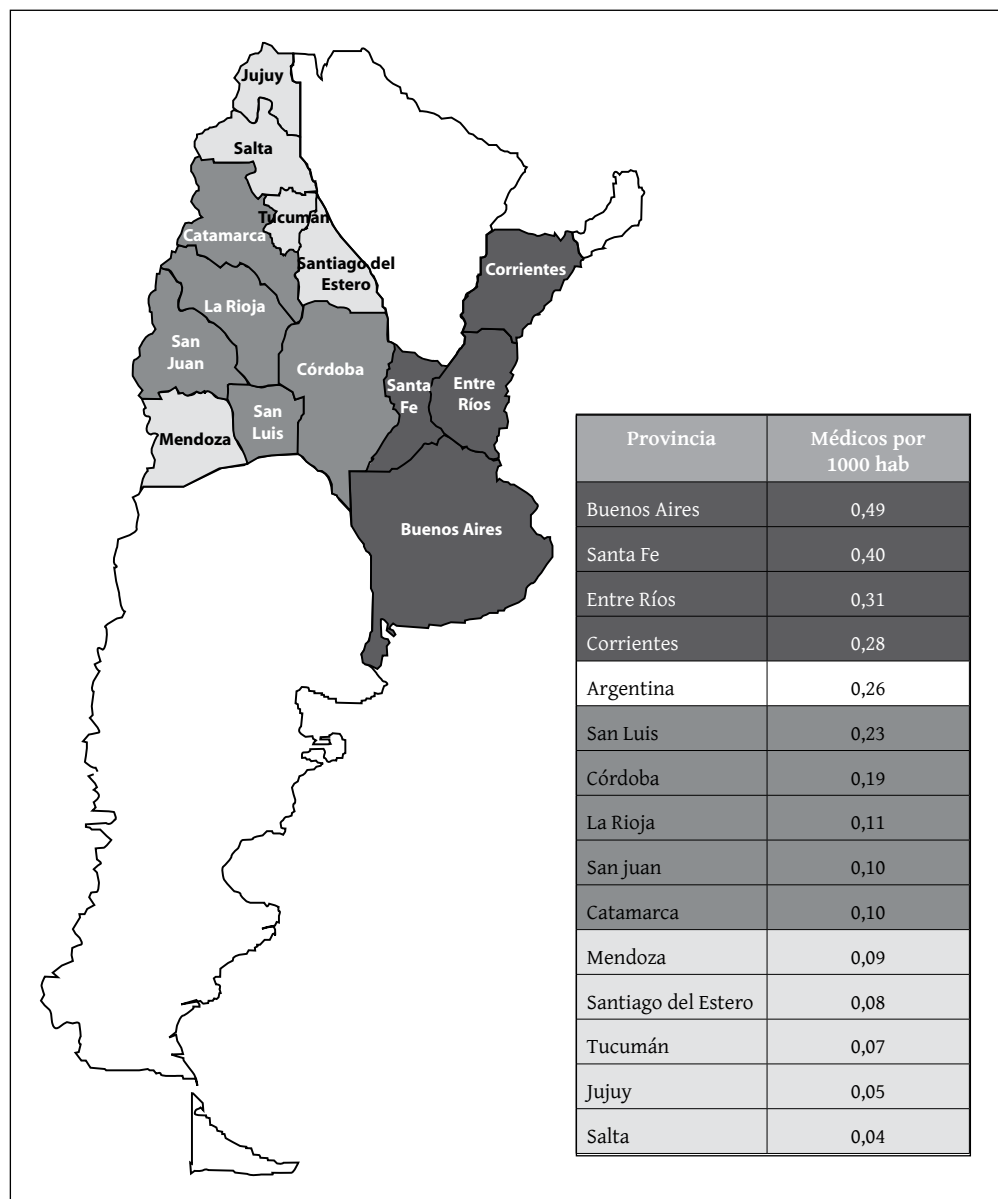 Jujuy
Salta
Tucumán
Catamarca
Santiago del
Estero
Corrientes
La Rioja
San
Juan
Córdoba
Santa
Fe
Entre
Ríos
San
Luis
Mendoza
Buenos Aires
Provincia Médicos por
1000 hab
Buenos Aires 0,49
Santa Fe 0,40
Entre Ríos 0,31
Corrientes 0,28
Argentina 0,26
San Luis 0,23
Córdoba 0,19
La Rioja 0,11
San juan 0,10
Catamarca 0,10
Mendoza 0,09
Santiago del Estero 0,08
Tucumán 0,07
Jujuy 0,05
Salta 0,04